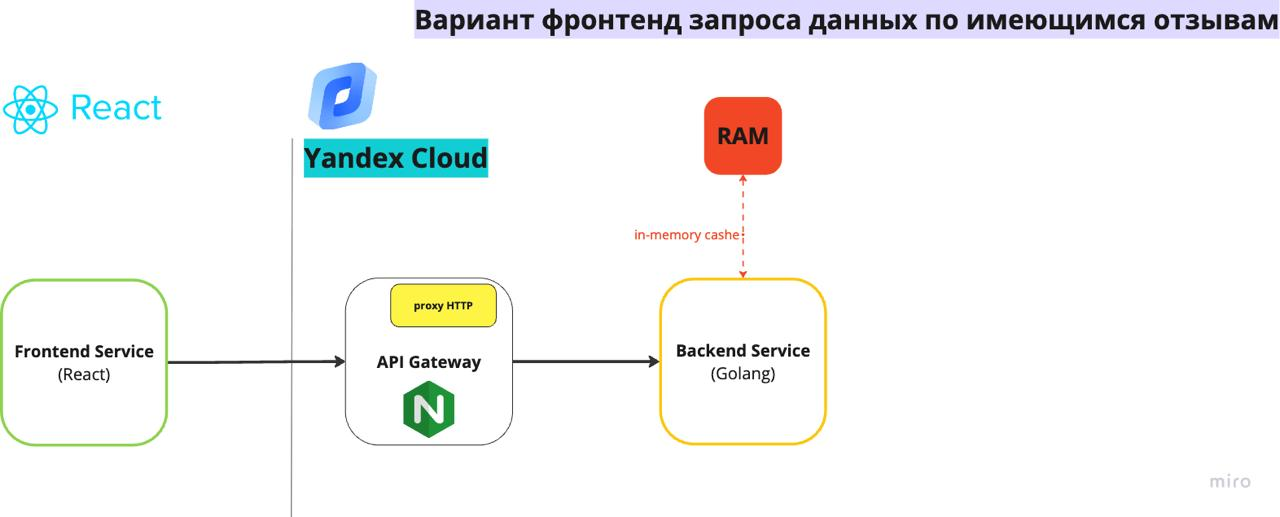 Вариант фронтенд запроса данных по имеющимся отзывам
React
Yandex Cloud
RAM
in-memory cashe
proxy HTTP
Frontend Service
(React)
API Gateway
N
Backend Service
(Golang)
miro